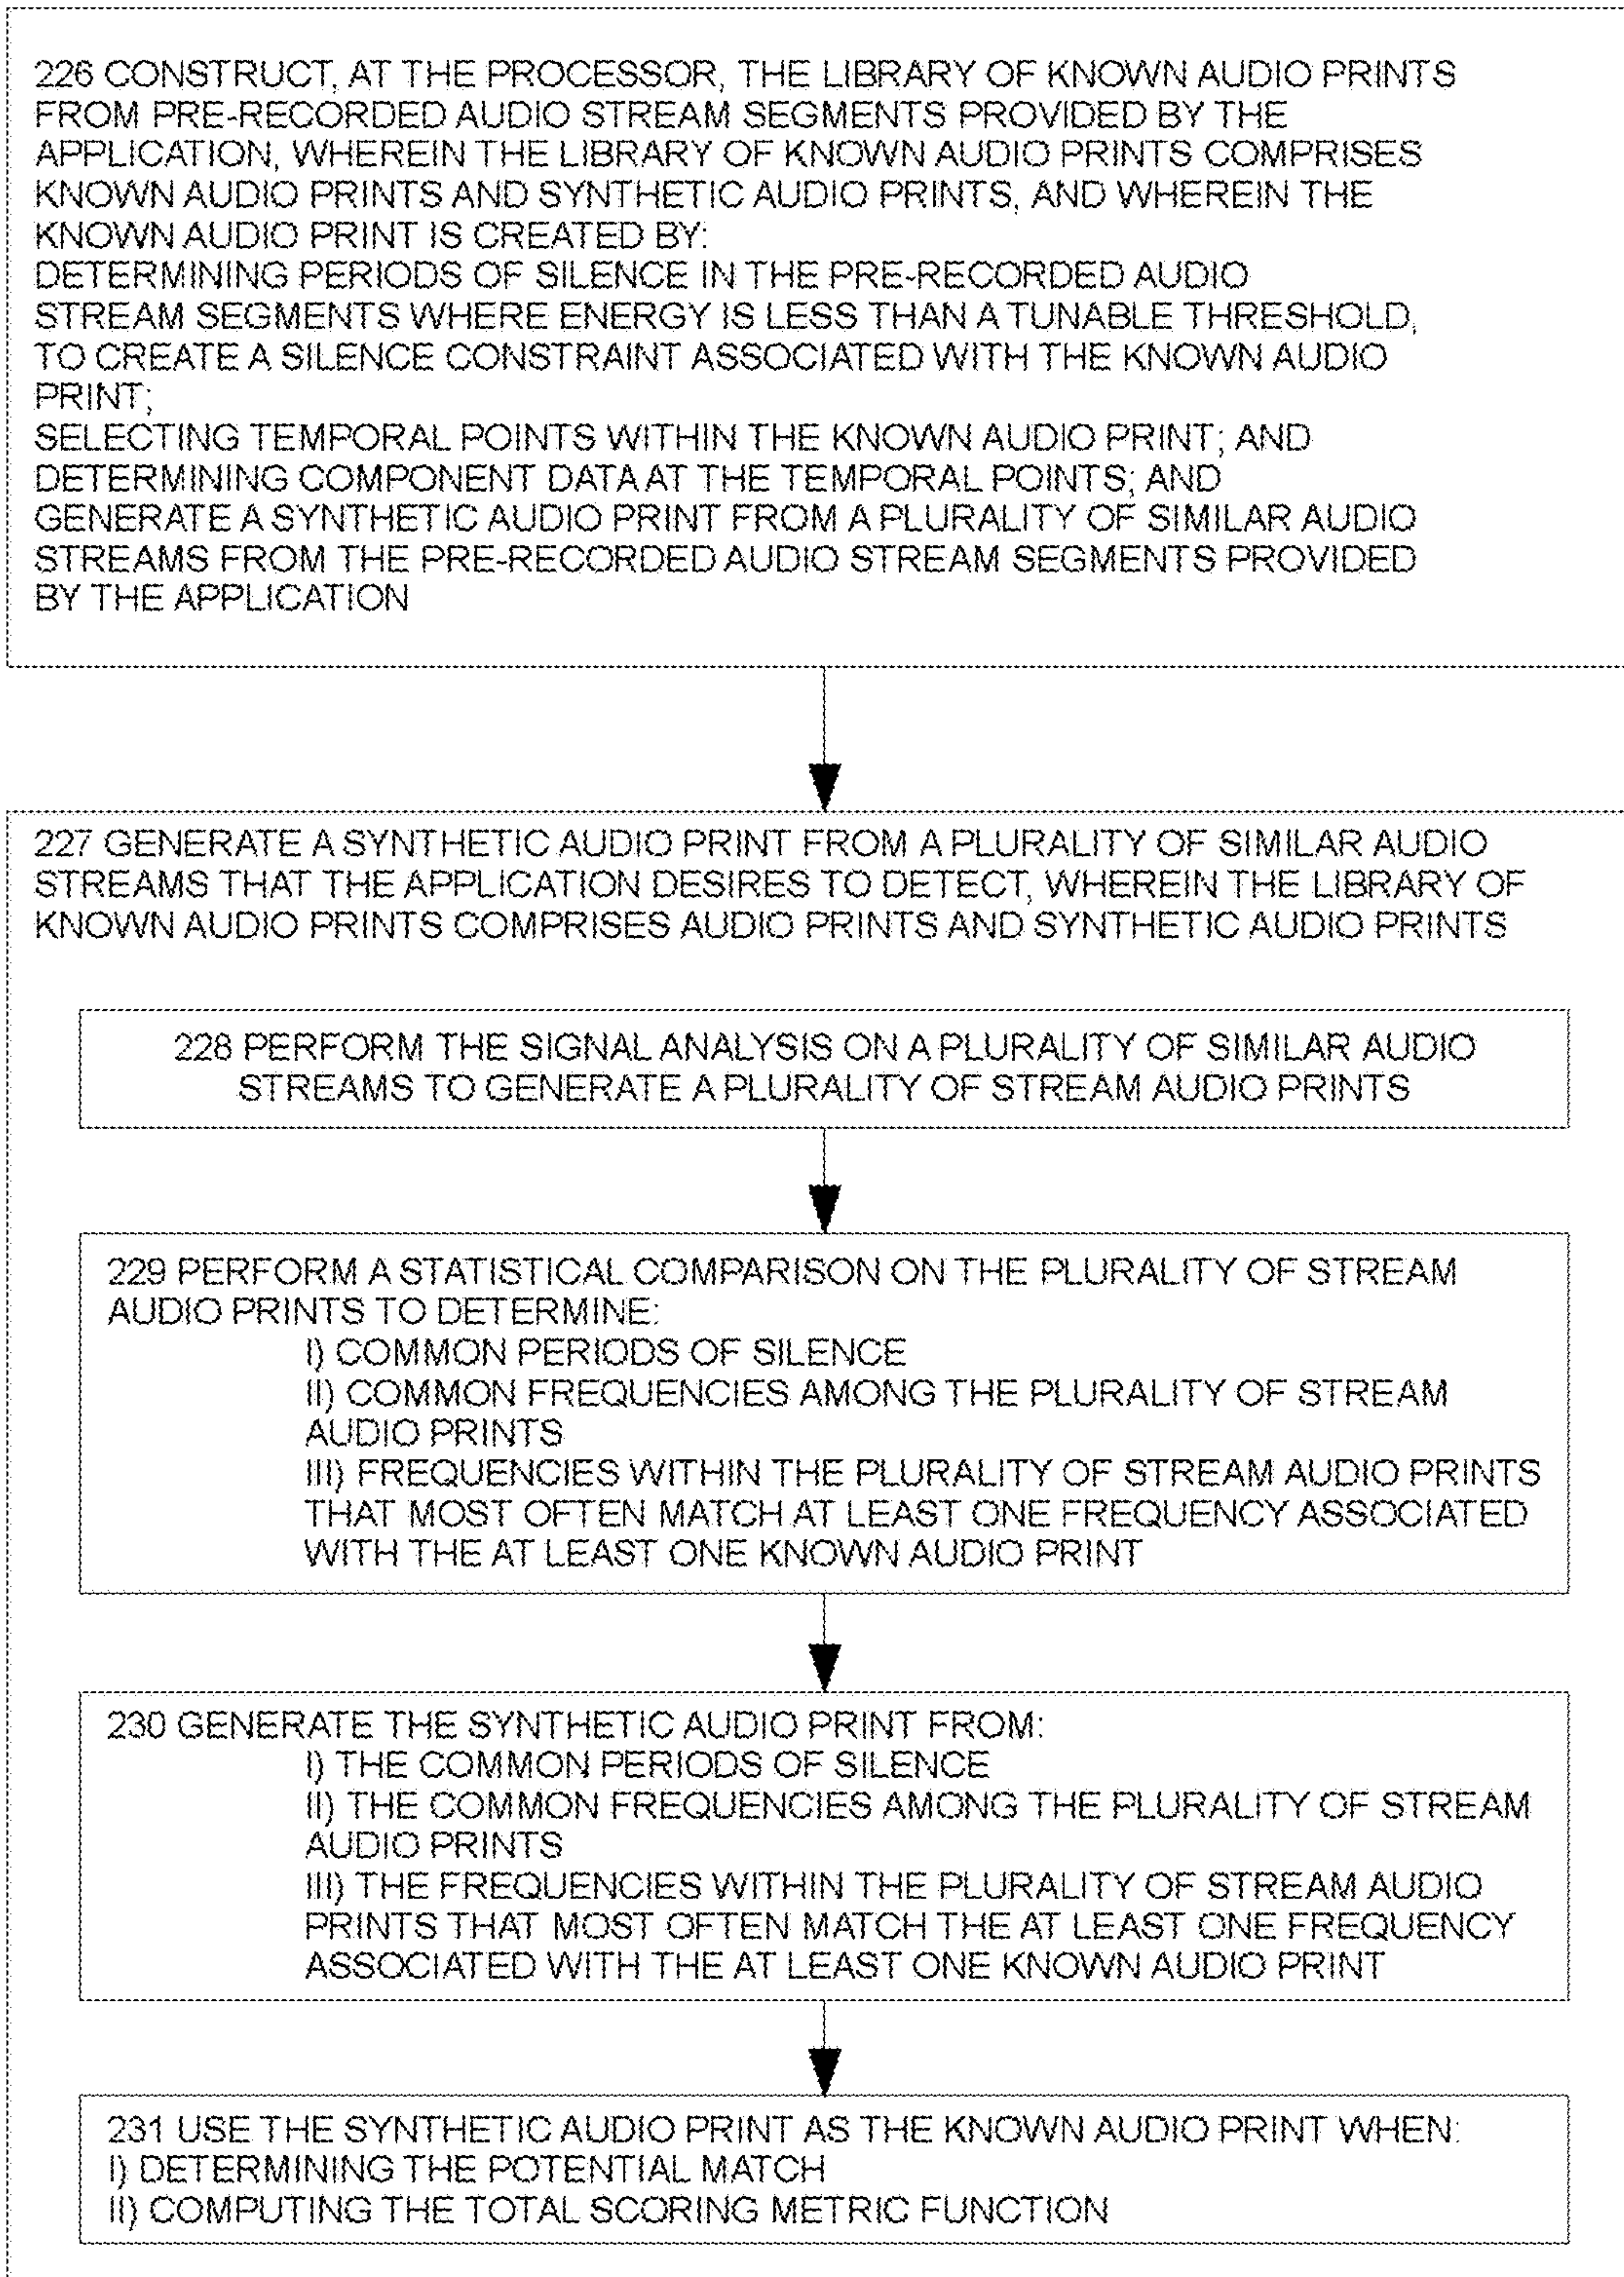 226 CONSTRUCT, AT THE PROCESSOR, THE LIBRARY OF KNOWN AUDIO PRINTS
FROM PRE-RECORDED AUDIO STREAM SEGMENTS PROVIDED BY THE
APPLICATION, WHEREIN THE LIBRARY OF KNOWN AUDIO PRINTS COMPRISES
KNOWN AUDIO PRINTS AND SYNTHETIC AUDIO PRINTS, AND WHEREIN THE
KNOWN AUDIO PRINT IS CREATED BY:
DETERMINING PERIODS OF SILENCE IN THE PRE-RECORDED AUDIO
STREAM SEGMENTS WHERE ENERGY IS LESS THAN A TUNABLE THRESHOLD,
TO CREATE A SILENCE CONSTRAINT ASSOCIATED WITH THE KNOWN AUDIO
PRINT;
SELECTING TEMPORAL POINTS WITHIN THE KNOWN AUDIO PRINT; AND
DETERMINING COMPONENT DATA AT THE TEMPORAL POINTS; AND
GENERATE A SYNTHETIC AUDIO PRINT FROM A PLURALITY OF SIMILAR AUDIO
STREAMS FROM THE PRE-RECORDED AUDIO STREAM SEGMENTS PROVIDED
BY THE APPLICATION
227 GENERATE A SYNTHETIC AUDIO PRINT FROM A PLURALITY OF SIMILAR AUDIO
STREAMS THAT THE APPLICATION DESIRES TO DETECT, WHEREIN THE LIBRARY OF
KNOWN AUDIO PRINTS COMPRISES AUDIO PRINTS AND SYNTHETIC AUDIO PRINTS
228 PERFORM THE SIGNAL ANALYSIS ON A PLURALITY OF SIMILAR AUDIO
STREAMS TO GENERATE A PLURALITY OF STREAM AUDIO PRINTS
229 PERFORM A STATISTICAL COMPARISON ON THE PLURALITY OF STREAM
AUDIO PRINTS TO DETERMINE:
I) COMMON PERIODS OF SILENCE
II) COMMON FREQUENCIES AMONG THE PLURALITY OF STREAM
AUDIO PRINTS
III) FREQUENCIES WITHIN THE PLURALITY OF STREAM AUDIO PRINTS
THAT MOST OFTEN MATCH AT LEAST ONE FREQUENCY ASSOCIATED
WITH THE AT LEAST ONE KNOWN AUDIO PRINT
230 GENERATE THE SYNTHETIC AUDIO PRINT FROM:
I) THE COMMON PERIODS OF SILENCE
II) THE COMMON FREQUENCIES AMONG THE PLURALITY OF STREAM
AUDIO PRINTS
III) THE FREQUENCIES WITHIN THE PLURALITY OF STREAM AUDIO
PRINTS THAT MOST OFTEN MATCH THE AT LEAST ONE FREQUENCY
ASSOCIATED WITH THE AT LEAST ONE KNOWN AUDIO PRINT
231 USE THE SYNTHETIC AUDIO PRINT AS THE KNOWN AUDIO PRINT WHEN:
I) DETERMINING THE POTENTIAL MATCH
II) COMPUTING THE TOTAL SCORING METRIC FUNCTION